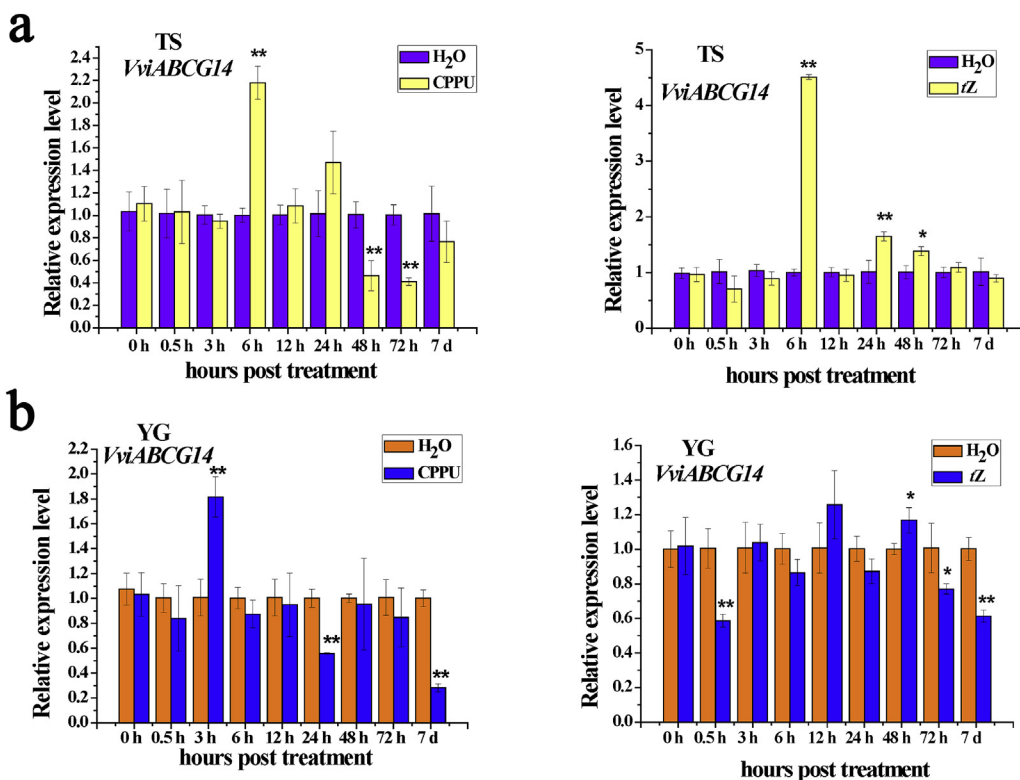 a
TS
VviABCG14
H2O
CPPU
Relative expression level
2.4
2.2
2.0
1.8
1.6
1.4
1.2
1.0
0.8
0.6
0.4
0.2
0.0
**
**
**
0 h 0.5 h 3 h 6 h 12 h 24 h 48 h 72 h 7 d
hours post treatment
TS
VviABCG14
H2O
tZ
Relative expression level
5
4
3
2
1
0
**
**
*
0 h 0.5 h 3 h 6 h 12 h 24 h 48 h 72 h 7 d
hours post treatment
b
YG
VviABCG14
H2O
CPPU
Relative expression level
2.2
2.0
1.8
1.6
1.4
1.2
1.0
0.8
0.6
0.4
0.2
0.0
**
**
**
0 h 0.5 h 3 h 6 h 12 h 24 h 48 h 72 h 7 d
hours post treatment
YG
VviABCG14
H2O
tZ
Relative expression level
1.6
1.4
1.2
1.0
0.8
0.6
0.4
0.2
0.0
**
*
*
**
0 h 0.5 h 3 h 6 h 12 h 24 h 48 h 72 h 7 d
hours post treatment